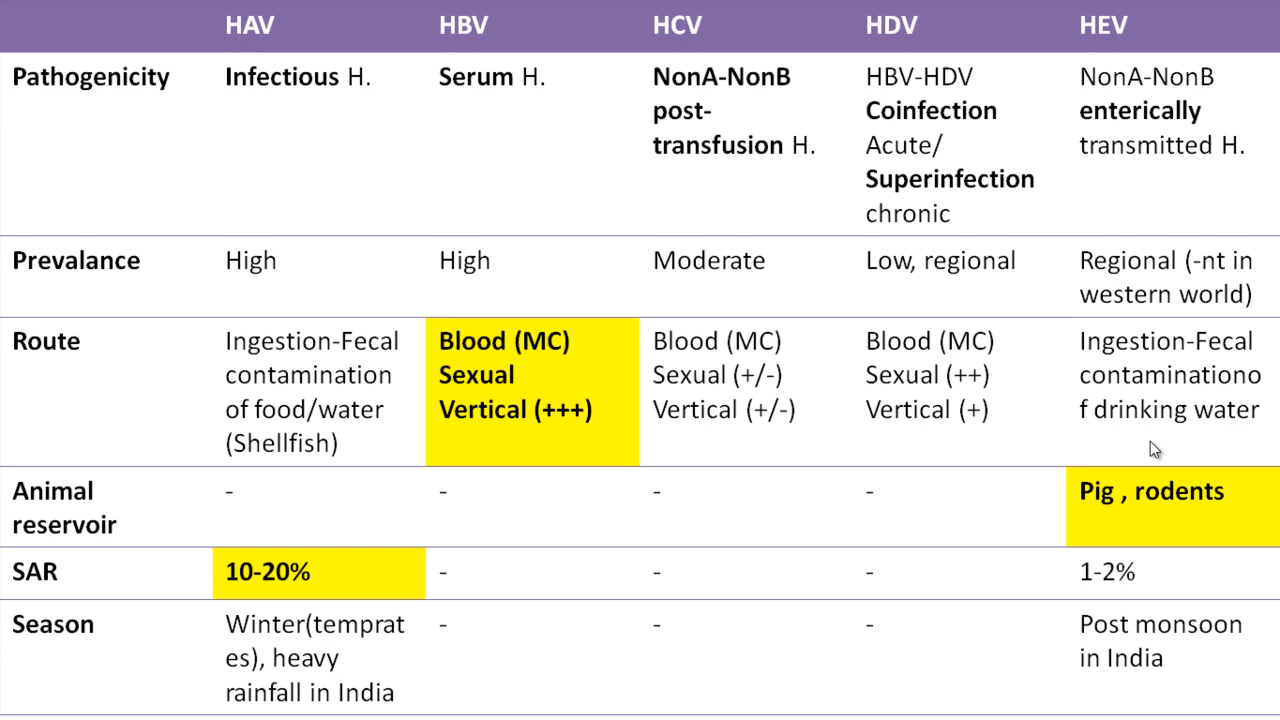 HAV HBV HCV HDV HEV
Pathogenicity
Infectious H.
Serum H.
NonA-NonB
post-
transfusion H.
HBV-HDV
Coinfection
Acute/
Superinfection
chronic
NonA-NonB
enterically
transmitted H.
Prevalance
High
High
Moderate
Low, regional
Regional (-nt in
western world)
Route
Ingestion-Fecal
contamination
of food/water
(Shellfish)
Blood (MC)
Sexual
Vertical (+++)
Blood (MC)
Sexual (+/-)
Vertical (+/-)
Blood (MC)
Sexual (++)
Vertical (+)
Ingestion-Fecal
contaminationo
f drinking water
Animal
reservoir
-
-
-
-
Pig , rodents
SAR
10-20%
-
-
-
1-2%
Season
Winter(temprat
es), heavy
rainfall in India
-
-
-
Post monsoon
in India